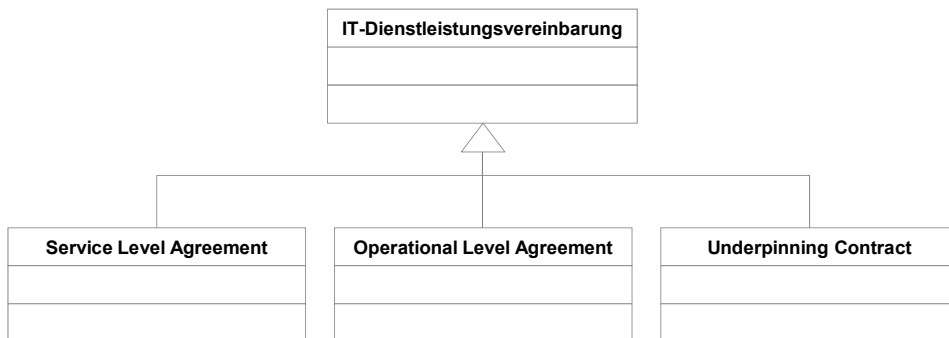 IT-Dienstleistungsvereinbarung
Service Level Agreement
Operational Level Agreement
Underpinning Contract